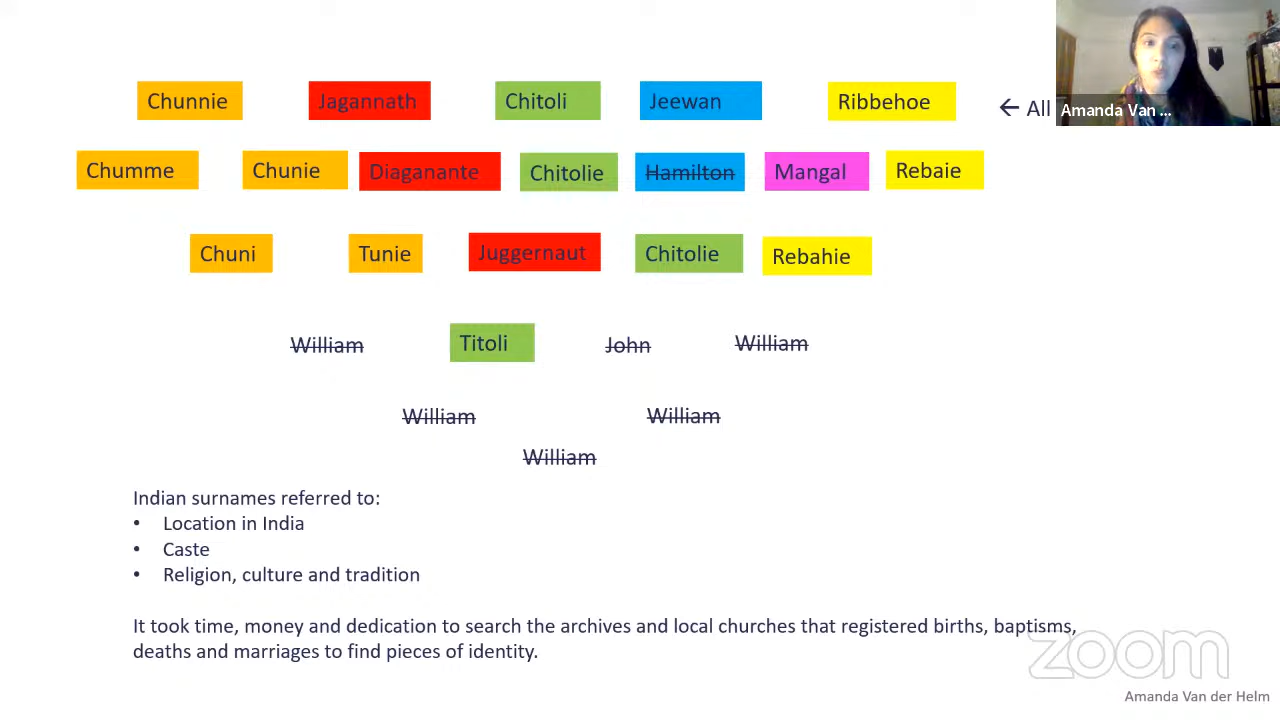 Chunnie Jagannath Chitoli Jeewan Ribbehoe ← All
Amanda Van ...
Chumme Chunie Diaganante Chitolie Hamilton Mangal Rebaie
Chuni Tunie Juggernaut Chitolie Rebahie
William Titoli John William
William William
William
Indian surnames referred to:
• Location in India
• Caste
• Religion, culture and tradition
It took time, money and dedication to search the archives and local churches that registered births, baptisms,
deaths and marriages to find pieces of identity.
zoom
Amanda Van der Helm